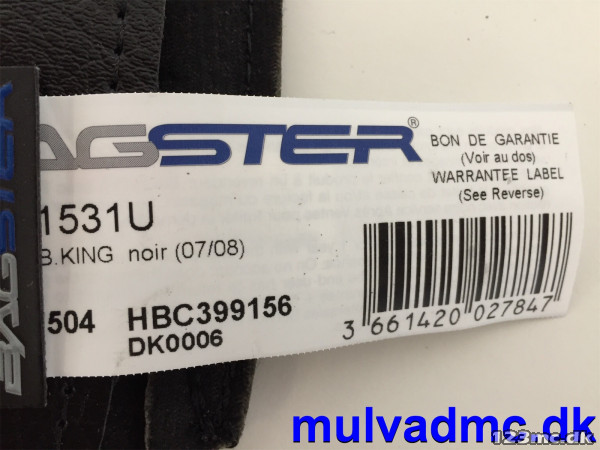 BAGSTER
AGSTER®
BON DE GARANTIE
(Voir au dos)
WARRANTEE LABEL
(See Reverse)
1531U
B.KING noir (07/08)
504 HBC399156
DK0006
3 661420 027847
mulvadmc.dk
123mc.dk